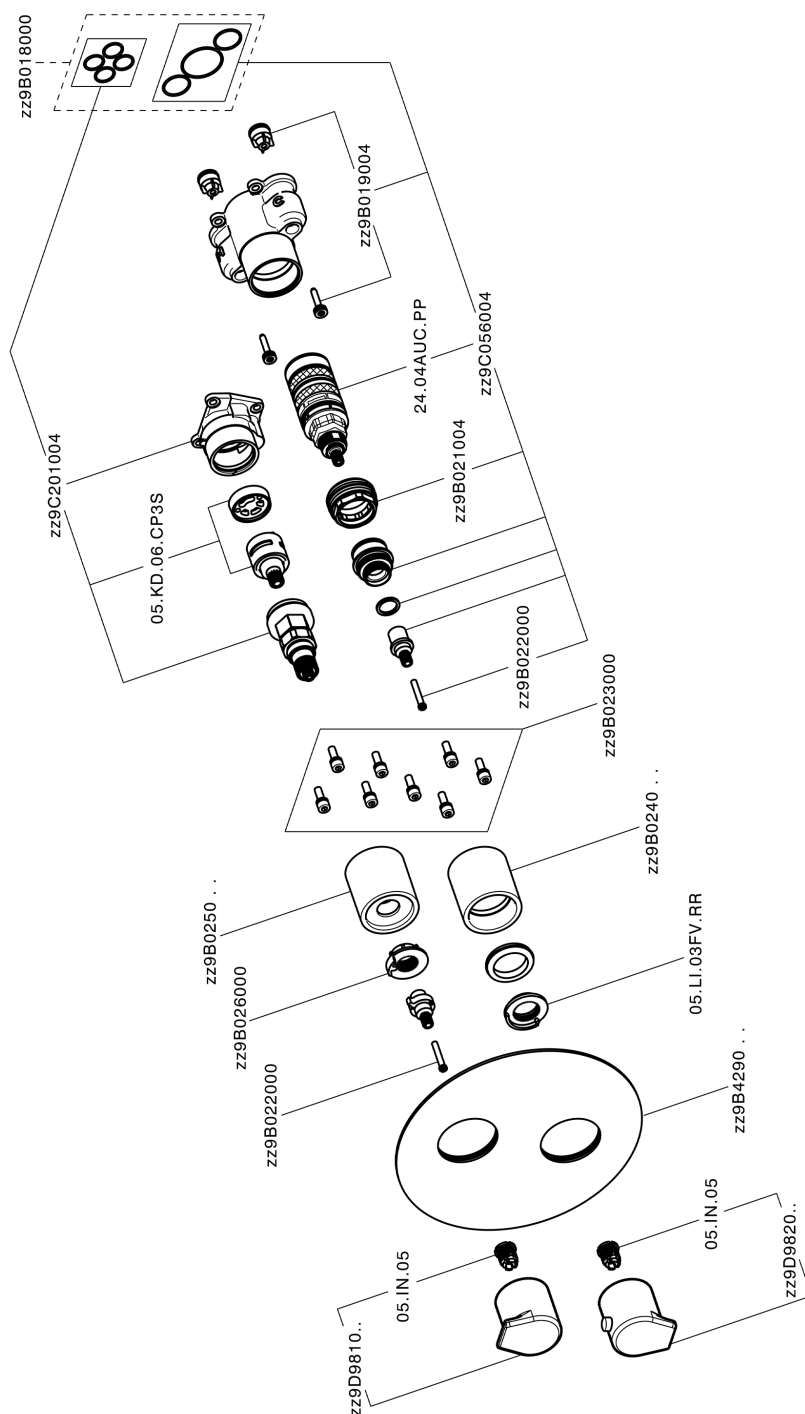 zz9B018000
zz9B019004
24.04AUC.PP
zz9C056004
zz9C201004
05.KD.06.CP3S
zz9B021004
zz9B022000
zz9B023000
zz9B0240 . .
zz9B0250 . .
zz9B026000
05.LI.03FV.RR
zz9B022000
zz9B4290 . .
05.IN.05
zz9D9820..
05.IN.05
zz9D9810..